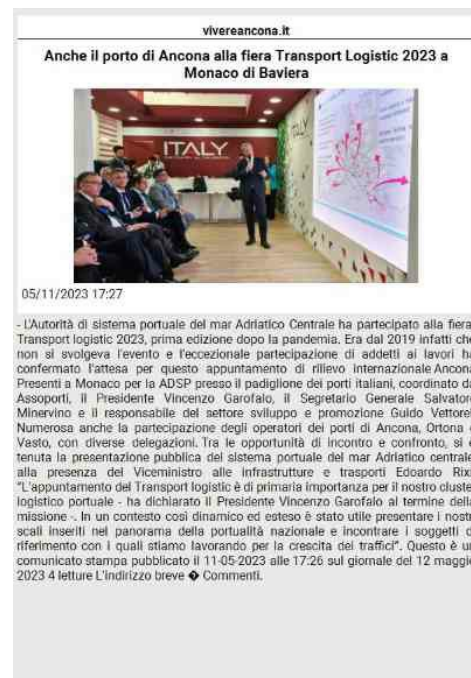 vivereancona.it
Anche il porto di Ancona alla fiera Transport Logistic 2023 a
Monaco di Baviera
ITALY
ITALY
05/11/2023 17:27
- L'Autorità di sistema portuale del mar Adriatico Centrale ha partecipato alla fiera
Transport logistic 2023, prima edizione dopo la pandemia. Era dal 2019 infatti che
non si svolgeva l'evento e l'eccezionale partecipazione di addetti ai lavori ha
confermato l'attesa per questo appuntamento di rilievo internazionale Ancona
Presenti a Monaco per la ADSP presso il padiglione dei porti italiani, coordinato da
Assoporti, il Presidente Vincenzo Garofalo, il Segretario Generale Salvatore
Minervino e il responsabile del settore sviluppo e promozione Guido Vettorel
Numerosa anche la partecipazione degli operatori dei porti di Ancona, Ortona e
Vasto, con diverse delegazioni. Tra le opportunità di incontro e confronto, si è
tenuta la presentazione pubblica del sistema portuale del mar Adriatico centrale
alla presenza del Viceministro alle infrastrutture e trasporti Edoardo Rixi
"L'appuntamento del Transport logistic è di primaria importanza per il nostro cluster
logistico portuale - ha dichiarato il Presidente Vincenzo Garofalo al termine della
missione -. In un contesto così dinamico ed esteso è stato utile presentare i nostri
scali inseriti nel panorama della portualità nazionale e incontrare i soggetti di
riferimento con i quali stiamo lavorando per la crescita dei traffici". Questo è un
comunicato stampa pubblicato il 11-05-2023 alle 17:26 sul giornale del 12 maggio
2023 4 letture L'indirizzo breve � Commenti.